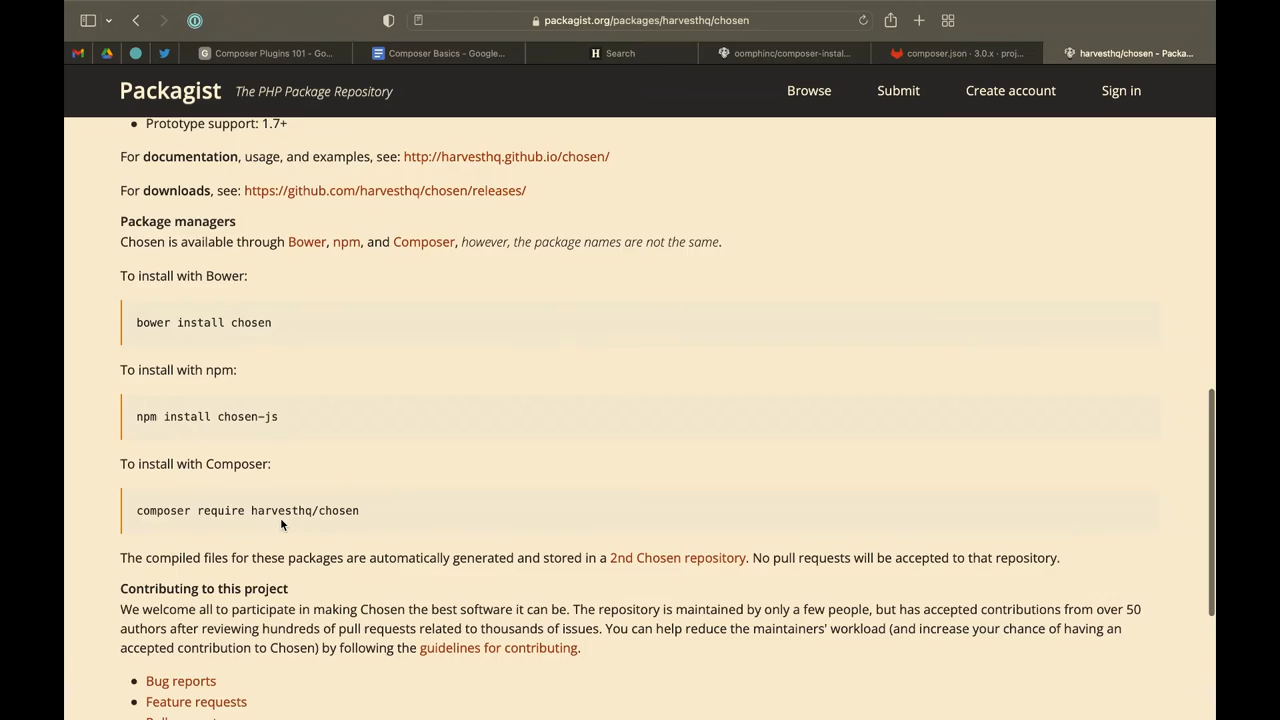 packagist.org/packages/harvesthq/chosen
Composer Plugins 101 - Go...
Composer Basics - Google...
Search
oomphinc/composer-instal...
composer.json · 3.0.x · proj...
harvesthq/chosen - Packa...
Packagist The PHP Package Repository
Browse
Submit
Create account
Sign in
Prototype support: 1.7+
For documentation, usage, and examples, see: http://harvesthq.github.io/chosen/
For downloads, see: https://github.com/harvesthq/chosen/releases/
Package managers
Chosen is available through Bower, npm, and Composer, however, the package names are not the same.
To install with Bower:
bower install chosen
To install with npm:
npm install chosen-js
To install with Composer:
composer require harvesthq/chosen
The compiled files for these packages are automatically generated and stored in a 2nd Chosen repository. No pull requests will be accepted to that repository.
Contributing to this project
We welcome all to participate in making Chosen the best software it can be. The repository is maintained by only a few people, but has accepted contributions from over 50
authors after reviewing hundreds of pull requests related to thousands of issues. You can help reduce the maintainers' workload (and increase your chance of having an
accepted contribution to Chosen) by following the guidelines for contributing.
Bug reports
Feature requests